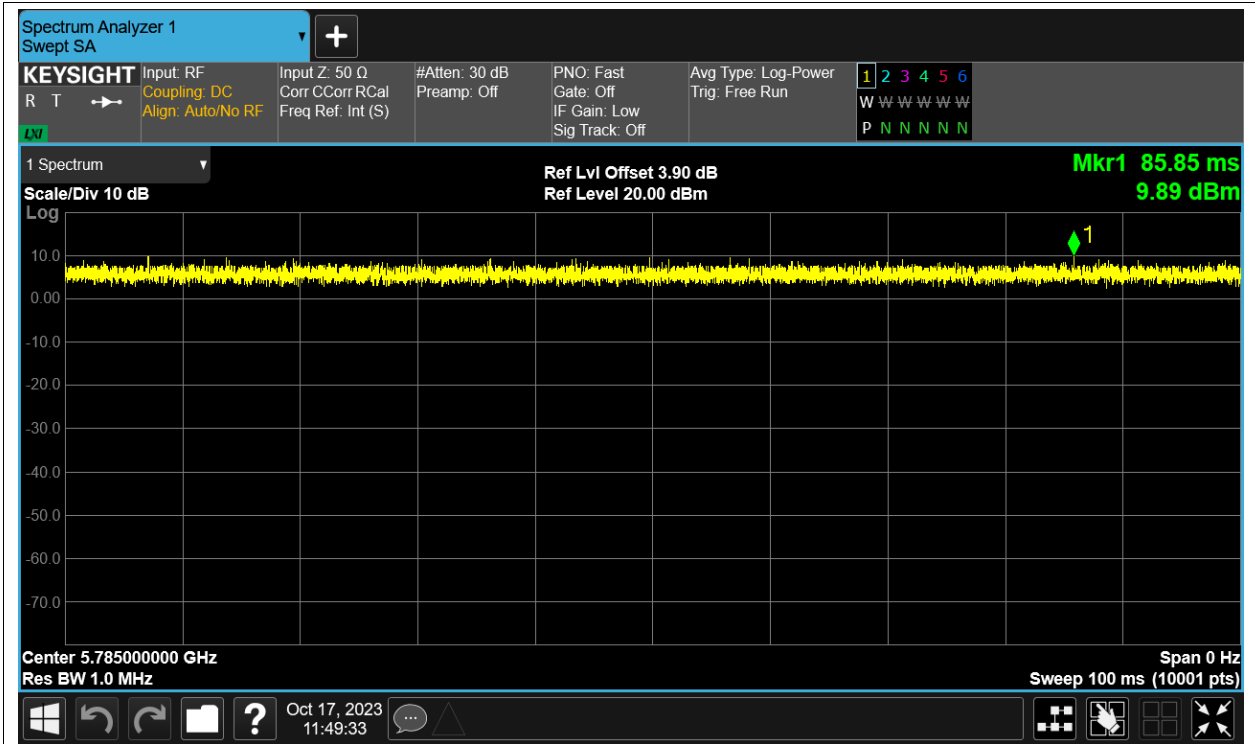 Spectrum Analyzer 1
Swept SA
KEYSIGHT
R T
LXI
Input: RF
Coupling: DC
Align: Auto/No RF
Input Z: 50 Ω
Corr CCorr RCal
Freq Ref: Int (S)
#Atten: 30 dB
Preamp: Off
PNO: Fast
Gate: Off
IF Gain: Low
Sig Track: Off
Avg Type: Log-Power
Trig: Free Run
1 2 3 4 5 6
W W W W W W
P N N N N N
1 Spectrum
Scale/Div 10 dB
Log
Ref Lvl Offset 3.90 dB
Ref Level 20.00 dBm
Mkr1 85.85 ms
9.89 dBm
1
10.0
0.00
-10.0
-20.0
-30.0
-40.0
-50.0
-60.0
-70.0
Center 5.785000000 GHz
Res BW 1.0 MHz
Span 0 Hz
Sweep 100 ms (10001 pts)
?
Oct 17, 2023
11:49:33